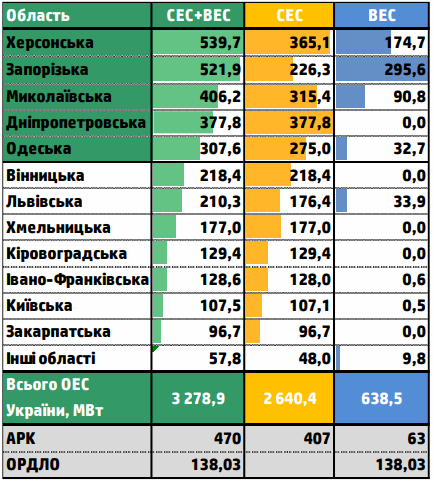 Область СЕС+ВЕС СЕС ВЕС
Херсонська 539,7 365,1 174,7
Запорізька 521,9 226,3 295,6
Миколаївська 406,2 315,4 90,8
Дніпропетровська 377,8 377,8 0,0
Одеська 307,6 275,0 32,7
Вінницька 218,4 218,4 0,0
Львівська 210,3 176,4 33,9
Хмельницька 177,0 177,0 0,0
Кіровоградська 129,4 129,4 0,0
Івано-Франківська 128,6 128,0 0,6
Київська 107,5 107,1 0,5
Закарпатська 96,7 96,7 0,0
Інші області 57,8 48,0 9,8
Всього ОЕС
України, МВт 3 278,9 2 640,4 638,5
АРК 470 407 63
ОРДЛО 138,03 138,03